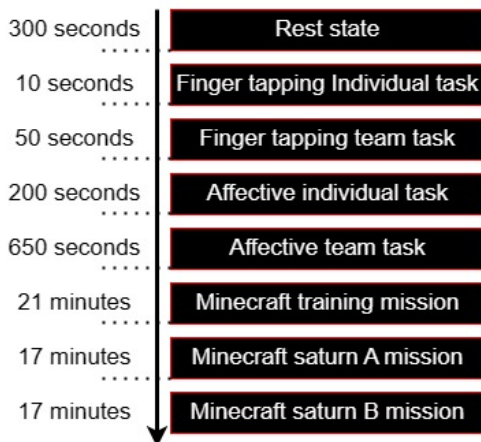 300 seconds Rest state
10 seconds Finger tapping Individual task
50 seconds Finger tapping team task
200 seconds Affective individual task
650 seconds Affective team task
21 minutes Minecraft training mission
17 minutes Minecraft saturn A mission
17 minutes Minecraft saturn B mission